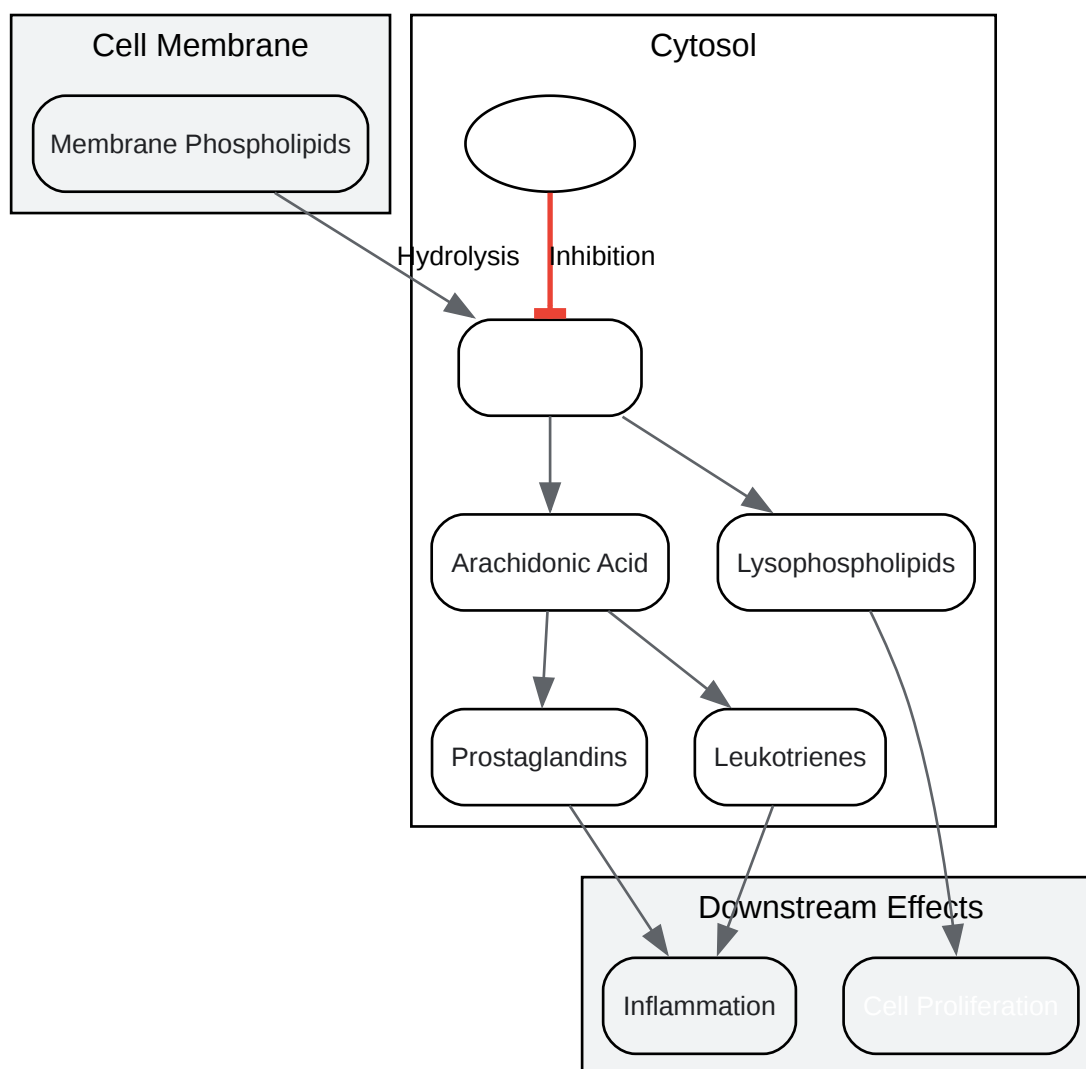 Cell Membrane
Cytosol
Membrane Phospholipids
Hydrolysis
Inhibition
Arachidonic Acid
Lysophospholipids
Prostaglandins
Leukotrienes
Downstream Effects
Inflammation
Cell Proliferation